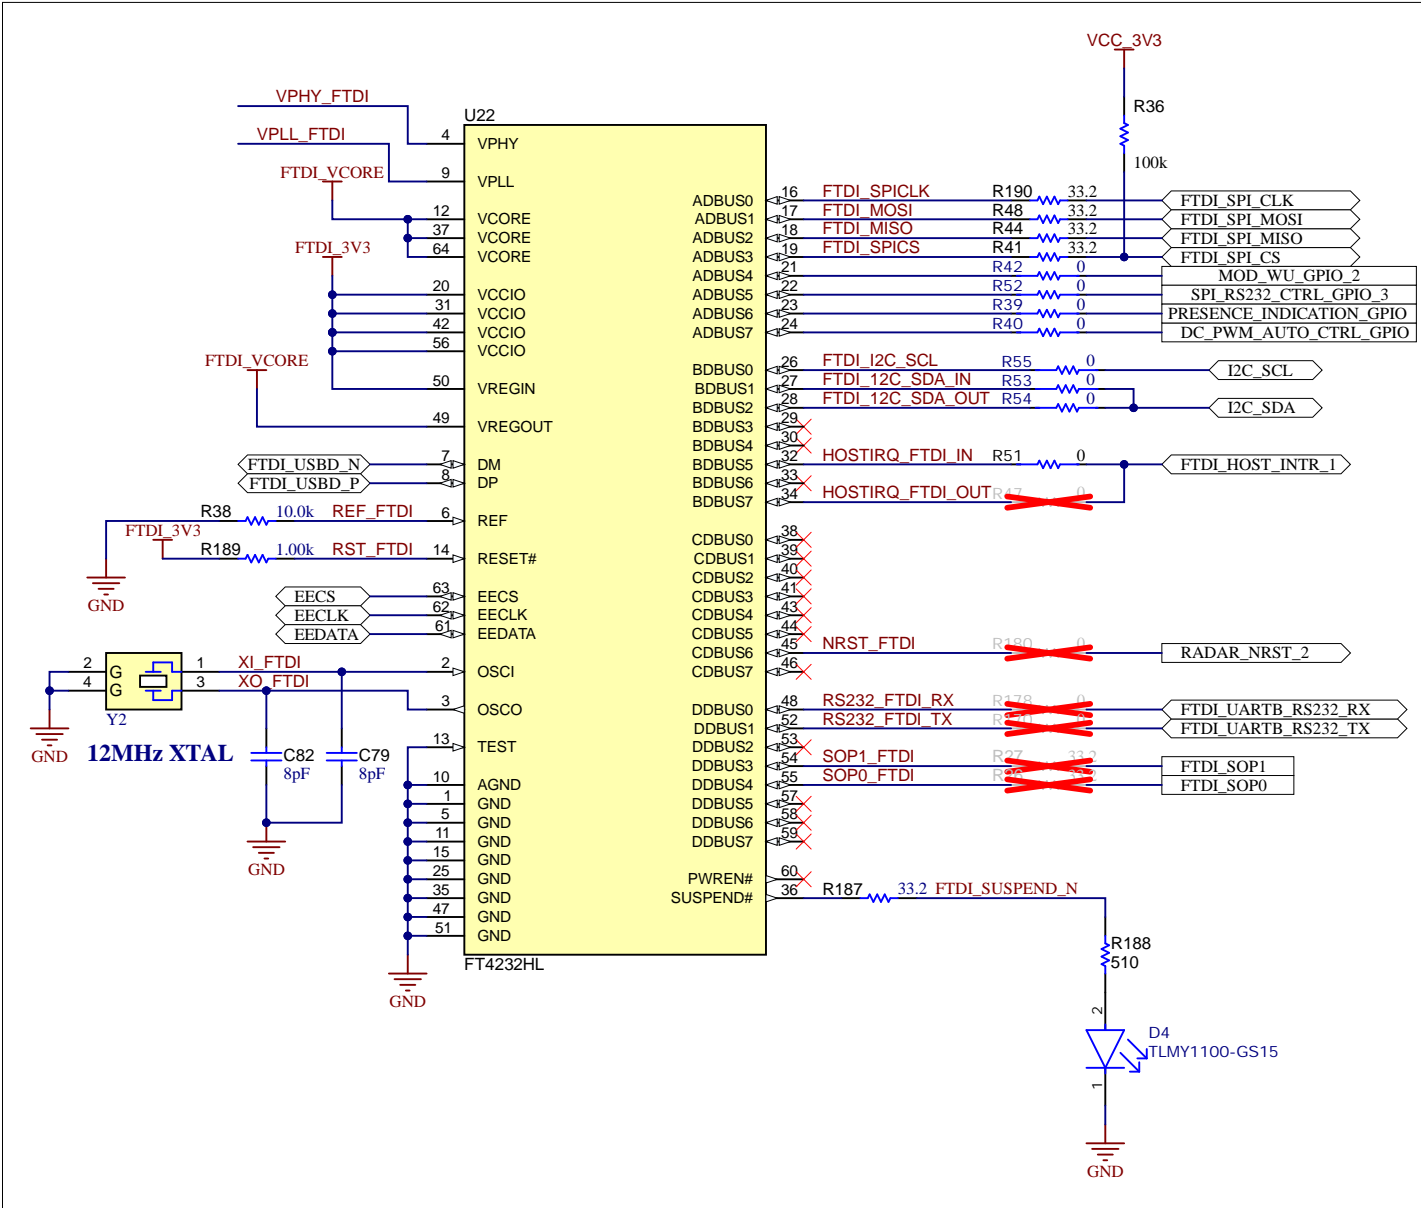 VCC_3V3
R36
100k
VPHY_FTDI
VPLL_FTDI
FTDI_VCORE
FTDI_3V3
FTDI_VCORE
U22
4 VPHY
9 VPLL
12 VCORE
37 VCORE
64 VCORE
20 VCCIO
31 VCCIO
42 VCCIO
56 VCCIO
50 VREGIN
49 VREGOUT
FTDI_USBD_N 7 DM
FTDI_USBD_P 8 DP
R38 10.0k REF_FTDI 6 REF
FTDI_3V3
R189 1.00k RST_FTDI 14 RESET#
GND
EECS 63 EECS
EECLK 62 EECLK
EEDATA 61 EEDATA
2 G 1 XI_FTDI 2 OSCI
4 G 3 XO_FTDI 3 OSCO
Y2
GND
12MHz XTAL
C82
8pF
C79
8pF
GND
13 TEST
10 AGND
1 GND
5 GND
11 GND
15 GND
25 GND
35 GND
47 GND
51 GND
GND
FT4232HL
ADBUS0 16 FTDI_SPICLK R190 33.2 FTDI_SPI_CLK
ADBUS1 17 FTDI_MOSI R48 33.2 FTDI_SPI_MOSI
ADBUS2 18 FTDI_MISO R44 33.2 FTDI_SPI_MISO
ADBUS3 19 FTDI_SPICS R41 33.2 FTDI_SPI_CS
ADBUS4 21 R42 0 MOD_WU_GPIO_2
ADBUS5 22 R52 0 SPI_RS232_CTRL_GPIO_3
ADBUS6 23 R39 0 PRESENCE_INDICATION_GPIO
ADBUS7 24 R40 0 DC_PWM_AUTO_CTRL_GPIO
BDBUS0 26 FTDI_I2C_SCL R55 0 I2C_SCL
BDBUS1 27 FTDI_12C_SDA_IN R53 0
BDBUS2 28 FTDI_12C_SDA_OUT R54 0 I2C_SDA
BDBUS3 29
BDBUS4 30
BDBUS5 32 HOSTIRQ_FTDI_IN R51 0 FTDI_HOST_INTR_1
BDBUS6 33
BDBUS7 34 HOSTIRQ_FTDI_OUT R47 0
CDBUS0 38
CDBUS1 39
CDBUS2 40
CDBUS3 41
CDBUS4 43
CDBUS5 44
CDBUS6 45 NRST_FTDI R180 0 RADAR_NRST_2
CDBUS7 46
DDBUS0 48 RS232_FTDI_RX R178 0 FTDI_UARTB_RS232_RX
DDBUS1 52 RS232_FTDI_TX FTDI_UARTB_RS232_TX
DDBUS2 53
DDBUS3 54 SOP1_FTDI R27 33.2 FTDI_SOP1
DDBUS4 55 SOP0_FTDI FTDI_SOP0
DDBUS5 57
DDBUS6 58
DDBUS7 59
PWREN# 60
SUSPEND# 36 R187 33.2 FTDI_SUSPEND_N
R188
510
2
D4
TLMY1100-GS15
1
GND